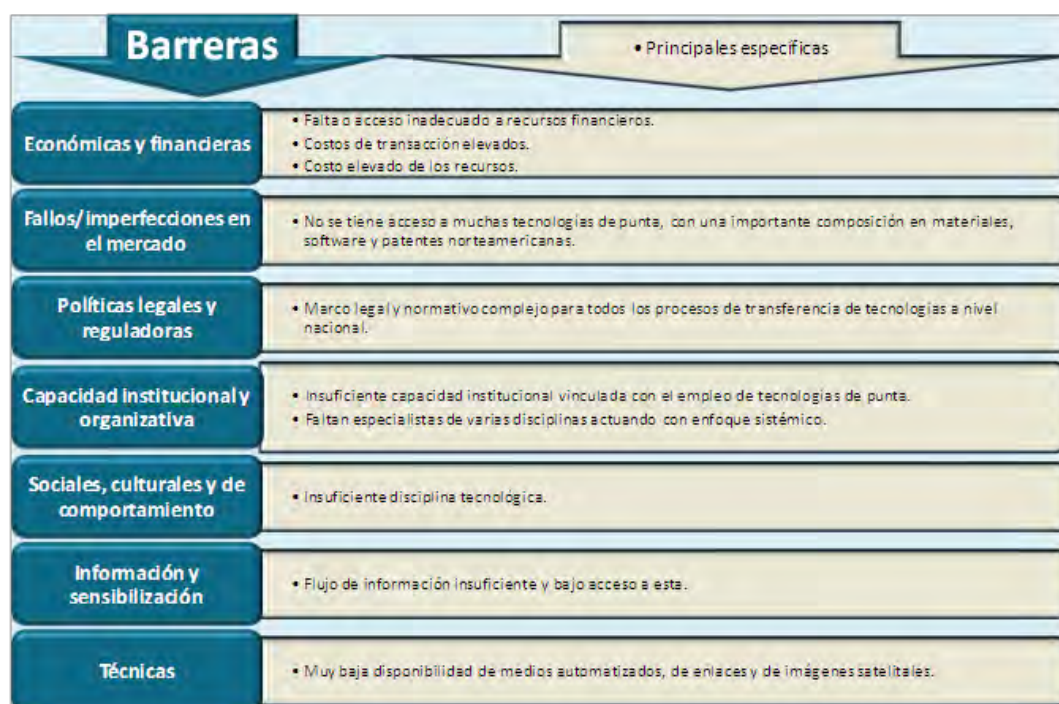 Barreras
• Principales específicas
Económicas y financieras
• Falta o acceso inadecuado a recursos financieros.
• Costos de transacción elevados.
• Costo elevado de los recursos.
Fallos/imperfecciones en
el mercado
• No se tiene acceso a muchas tecnologías de punta, con una importante composición en materiales,
software y patentes norteamericanas.
Políticas legales y
reguladoras
• Marco legal y normativo complejo para todos los procesos de transferencia de tecnologías a nivel
nacional.
Capacidad institucional y
organizativa
• Insuficiente capacidad institucional vinculada con el empleo de tecnologías de punta.
• Faltan especialistas de varias disciplinas actuando con enfoque sistémico.
Sociales, culturales y de
comportamiento
• Insuficiente disciplina tecnológica.
Información y
sensibilización
• Flujo de información insuficiente y bajo acceso a esta.
Técnicas
• Muy baja disponibilidad de medios automatizados, de enlaces y de imágenes satelitales.